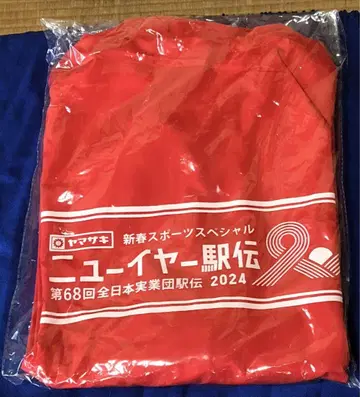 ヤマザキ 新春スポーツスペシャル
ニューイヤー駅伝
第68回全日本実業団駅伝 2024